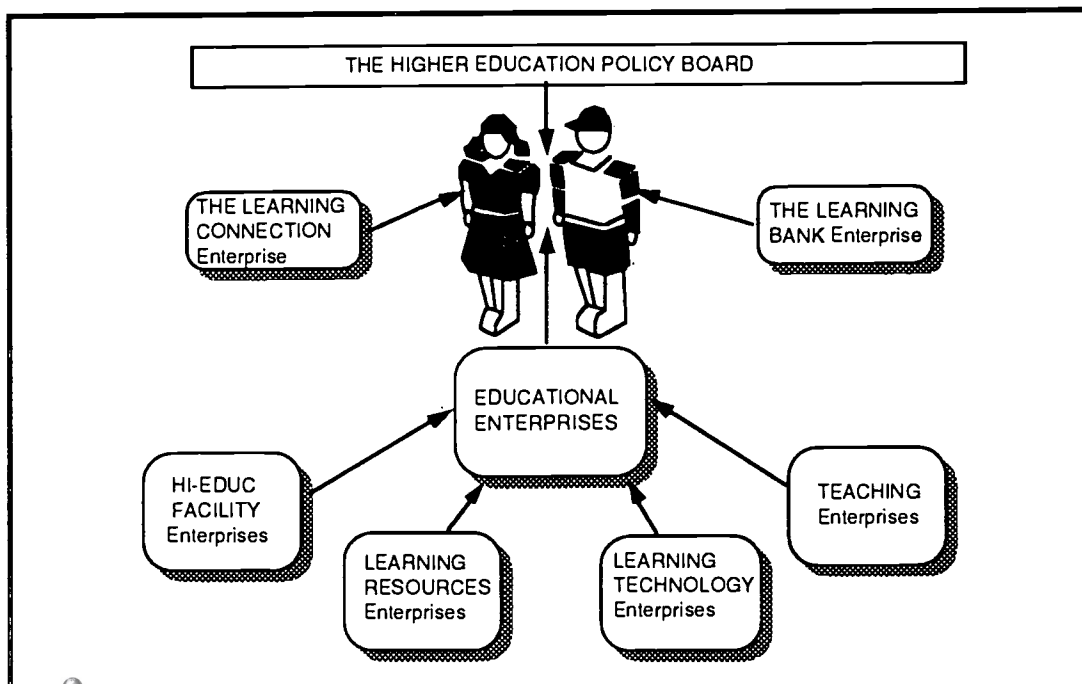 THE HIGHER EDUCATION POLICY BOARD
THE LEARNING
CONNECTION
Enterprise
THE LEARNING
BANK Enterprise
EDUCATIONAL
ENTERPRISES
HI-EDUC
FACILITY
Enterprises
LEARNING
RESOURCES
Enterprises
LEARNING
TECHNOLOGY
Enterprises
TEACHING
Enterprises